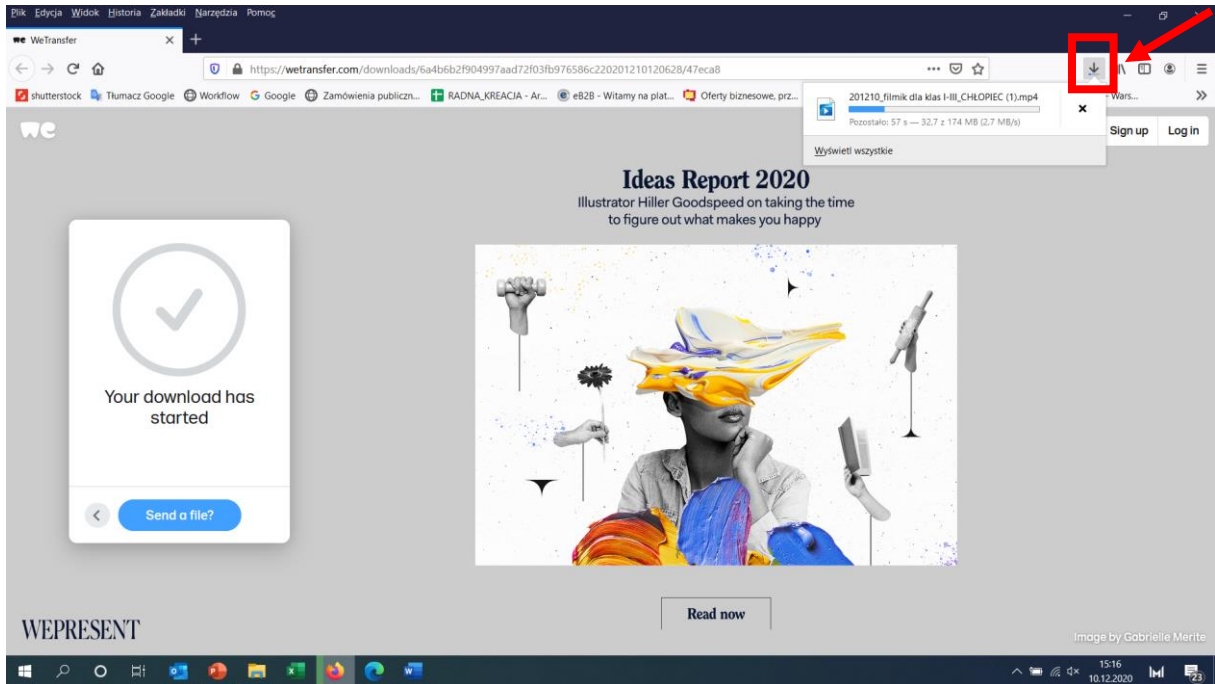 Plik Edycja Widok Historia Zakładki Narzędzia Pomoc
WeTransfer
https://wetransfer.com/downloads/6a4b6b2f904997aad72f03fb976586c220201210120628/47eca8
shutterstock Tłumacz Google Workflow Google Zamówienia publiczn... RADNA_KREACJA - Ar... eB2B - Witamy na plat... Oferty biznesowe, prz... - Wars...
201210_filmik dla klas I-III_CHŁOPIEC (1).mp4
Pozostało: 57 s — 32,7 z 174 MB (2,7 MB/s)
Wyświetl wszystkie
we
Sign up Log in
Ideas Report 2020
Illustrator Hiller Goodspeed on taking the time
to figure out what makes you happy
Your download has
started
Send a file?
Read now
WEPRESENT
Image by Gabrielle Merite
15:16
10.12.2020
23